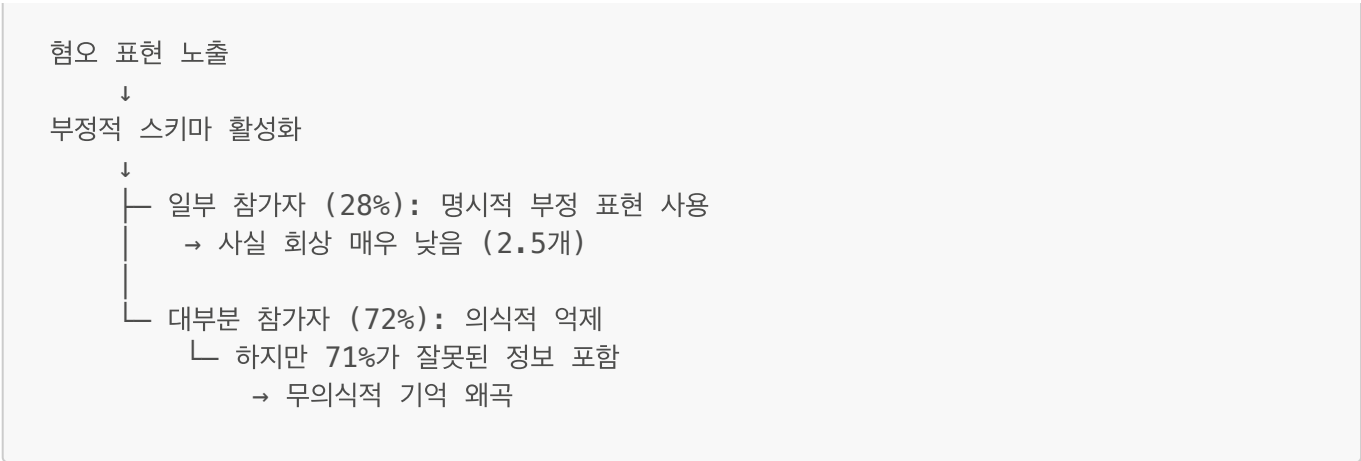 혐오 표현 노출
↓
부정적 스키마 활성화
↓
├─ 일부 참가자 (28%): 명시적 부정 표현 사용
│   → 사실 회상 매우 낮음 (2.5개)
│
└─ 대부분 참가자 (72%): 의식적 억제
└─ 하지만 71%가 잘못된 정보 포함
→ 무의식적 기억 왜곡